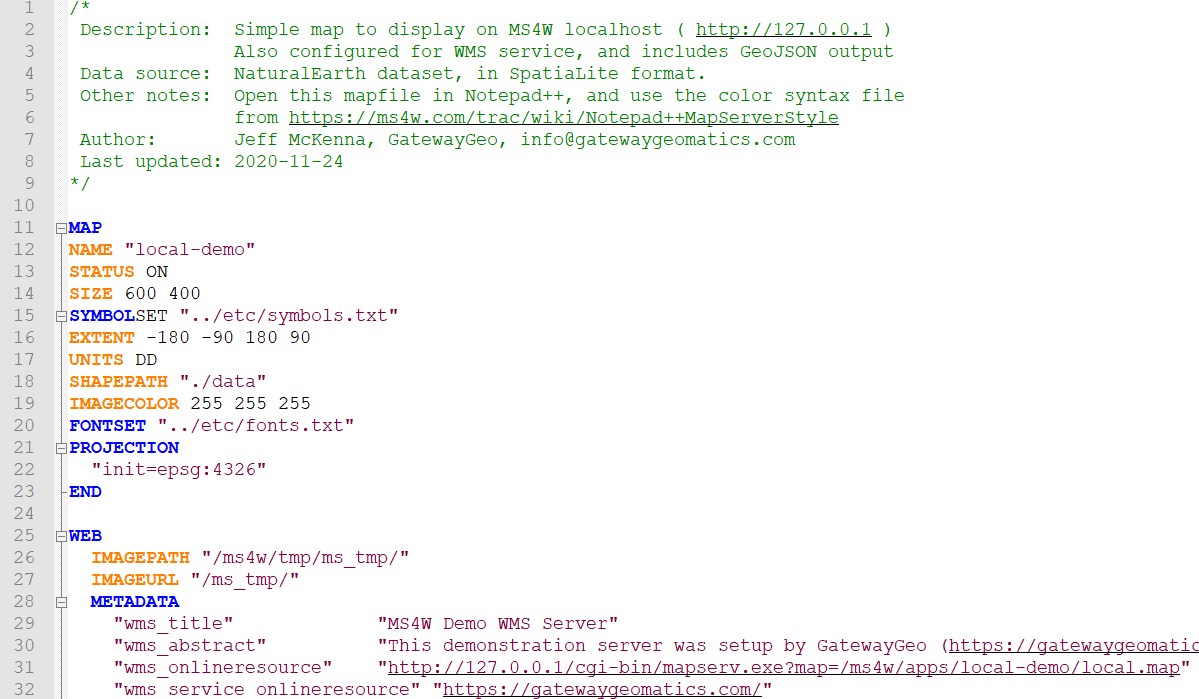 1 /*
2 Description: Simple map to display on MS4W localhost ( http://127.0.0.1 )
3 Also configured for WMS service, and includes GeoJSON output
4 Data source: NaturalEarth dataset, in SpatiaLite format.
5 Other notes: Open this mapfile in Notepad++, and use the color syntax file
6 from https://ms4w.com/trac/wiki/Notepad++MapServerStyle
7 Author: Jeff McKenna, GatewayGeo, info@gatewaygeomatics.com
8 Last updated: 2020-11-24
9 */
10
11 MAP
12 NAME "local-demo"
13 STATUS ON
14 SIZE 600 400
15 SYMBOLSET "../etc/symbols.txt"
16 EXTENT -180 -90 180 90
17 UNITS DD
18 SHAPEPATH "./data"
19 IMAGECOLOR 255 255 255
20 FONTSET "../etc/fonts.txt"
21 PROJECTION
22 "init=epsg:4326"
23 END
24
25 WEB
26 IMAGEPATH "/ms4w/tmp/ms_tmp/"
27 IMAGEURL "/ms_tmp/"
28 METADATA
29 "wms_title" "MS4W Demo WMS Server"
30 "wms_abstract" "This demonstration server was setup by GatewayGeo (https://gatewaygeomatic
31 "wms_onlineresource" "http://127.0.0.1/cgi-bin/mapserv.exe?map=/ms4w/apps/local-demo/local.map"
32 "wms_service_onlineresource" "https://gatewaygeomatics.com/"